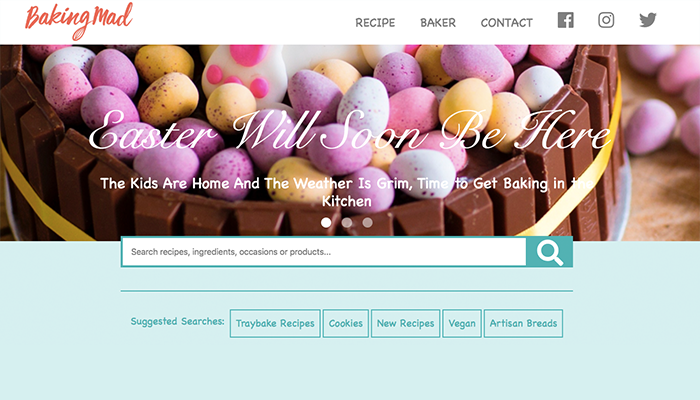 BakingMad
RECIPE BAKER CONTACT
Easter Will Soon Be Here
The Kids Are Home And The Weather Is Grim, Time to Get Baking in the
Kitchen
Search recipes, ingredients, occasions or products...
Suggested Searches: Traybake Recipes Cookies New Recipes Vegan Artisan Breads